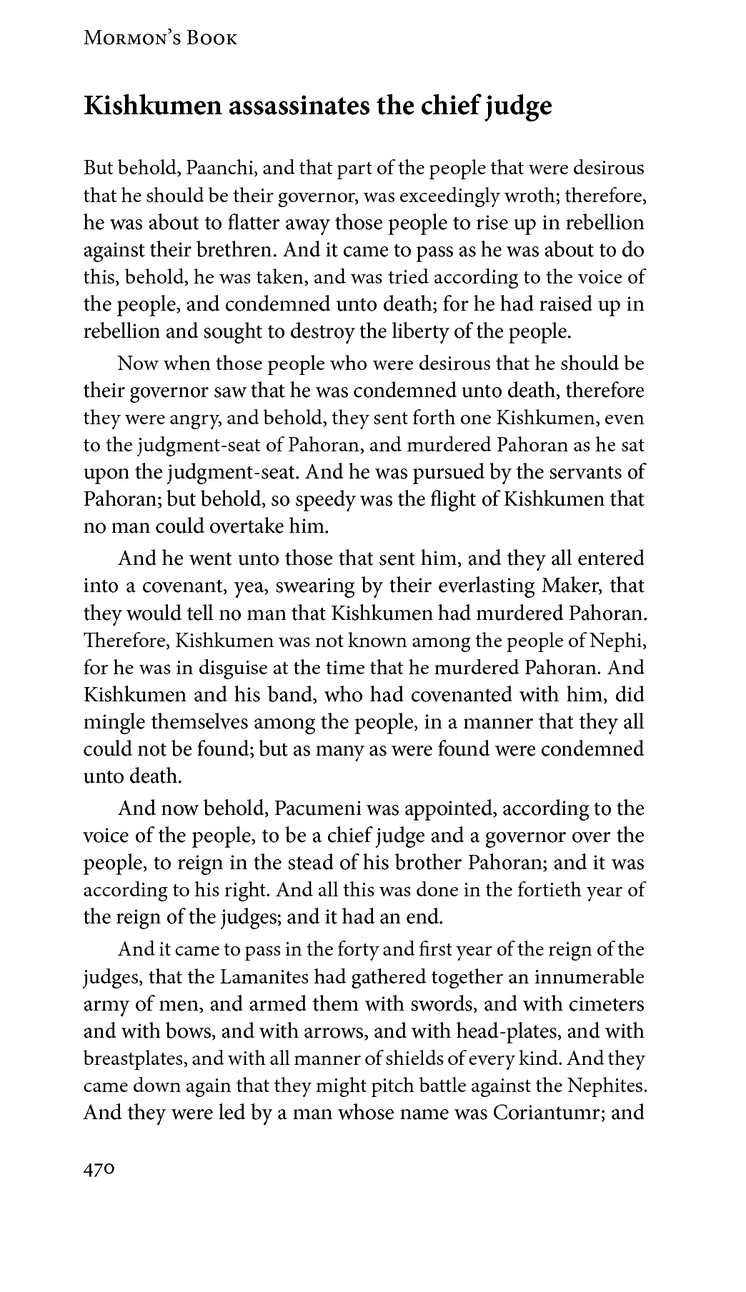 Mormon’s Book
Kishkumen assassinates the chief judge
But behold, Paanchi, and that part of the people that were desirous
that he should be their governor, was exceedingly wroth; therefore,
he was about to flatter away those people to rise up in rebellion
against their brethren. And it came to pass as he was about to do
this, behold, he was taken, and was tried according to the voice of
the people, and condemned unto death; for he had raised up in
rebellion and sought to destroy the liberty of the people.
Now when those people who were desirous that he should be
their governor saw that he was condemned unto death, therefore
they were angry, and behold, they sent forth one Kishkumen, even
to the judgment-seat of Pahoran, and murdered Pahoran as he sat
upon the judgment-seat. And he was pursued by the servants of
Pahoran; but behold, so speedy was the flight of Kishkumen that
no man could overtake him.
And he went unto those that sent him, and they all entered
into a covenant, yea, swearing by their everlasting Maker, that
they would tell no man that Kishkumen had murdered Pahoran.
Therefore, Kishkumen was not known among the people of Nephi,
for he was in disguise at the time that he murdered Pahoran. And
Kishkumen and his band, who had covenanted with him, did
mingle themselves among the people, in a manner that they all
could not be found; but as many as were found were condemned
unto death.
And now behold, Pacumeni was appointed, according to the
voice of the people, to be a chief judge and a governor over the
people, to reign in the stead of his brother Pahoran; and it was
according to his right. And all this was done in the fortieth year of
the reign of the judges; and it had an end.
And it came to pass in the forty and first year of the reign of the
judges, that the Lamanites had gathered together an innumerable
army of men, and armed them with swords, and with cimeters
and with bows, and with arrows, and with head-plates, and with
breastplates, and with all manner of shields of every kind. And they
came down again that they might pitch battle against the Nephites.
And they were led by a man whose name was Coriantumr; and
470